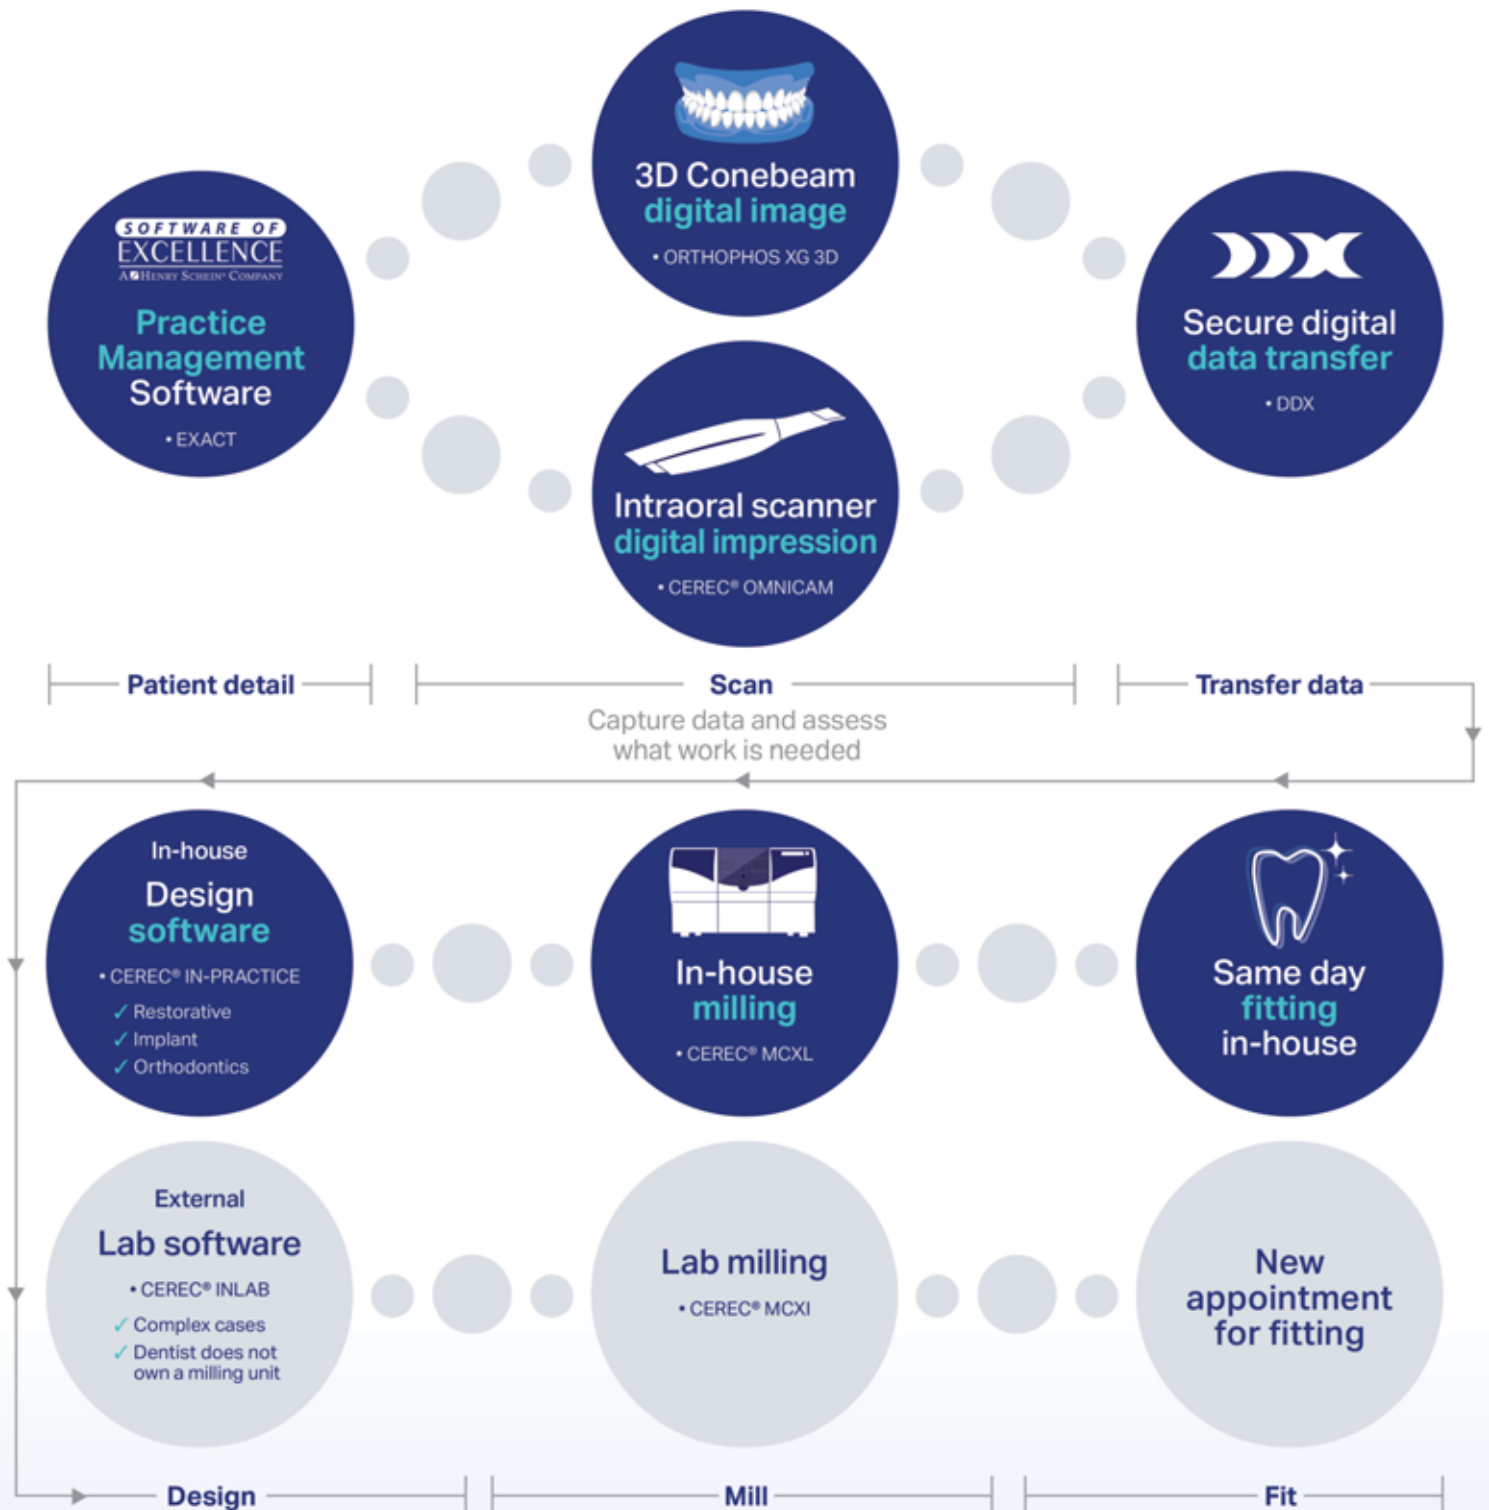 3D Conebeam
digital image
• ORTHOPHOS XG 3D
SOFTWARE OF
EXCELLENCE
A HENRY SCHEIN® COMPANY
Practice
Management
Software
• EXACT
DDX
Secure digital
data transfer
• DDX
Intraoral scanner
digital impression
• CEREC® OMNICAM
Patient detail
Scan
Transfer data
Capture data and assess
what work is needed
In-house
Design
software
• CEREC® IN-PRACTICE
✓ Restorative
✓ Implant
✓ Orthodontics
In-house
milling
• CEREC® MCXL
Same day
fitting
in-house
External
Lab software
• CEREC® INLAB
✓ Complex cases
✓ Dentist does not
own a milling unit
Lab milling
• CEREC® MCXI
New
appointment
for fitting
Design
Mill
Fit